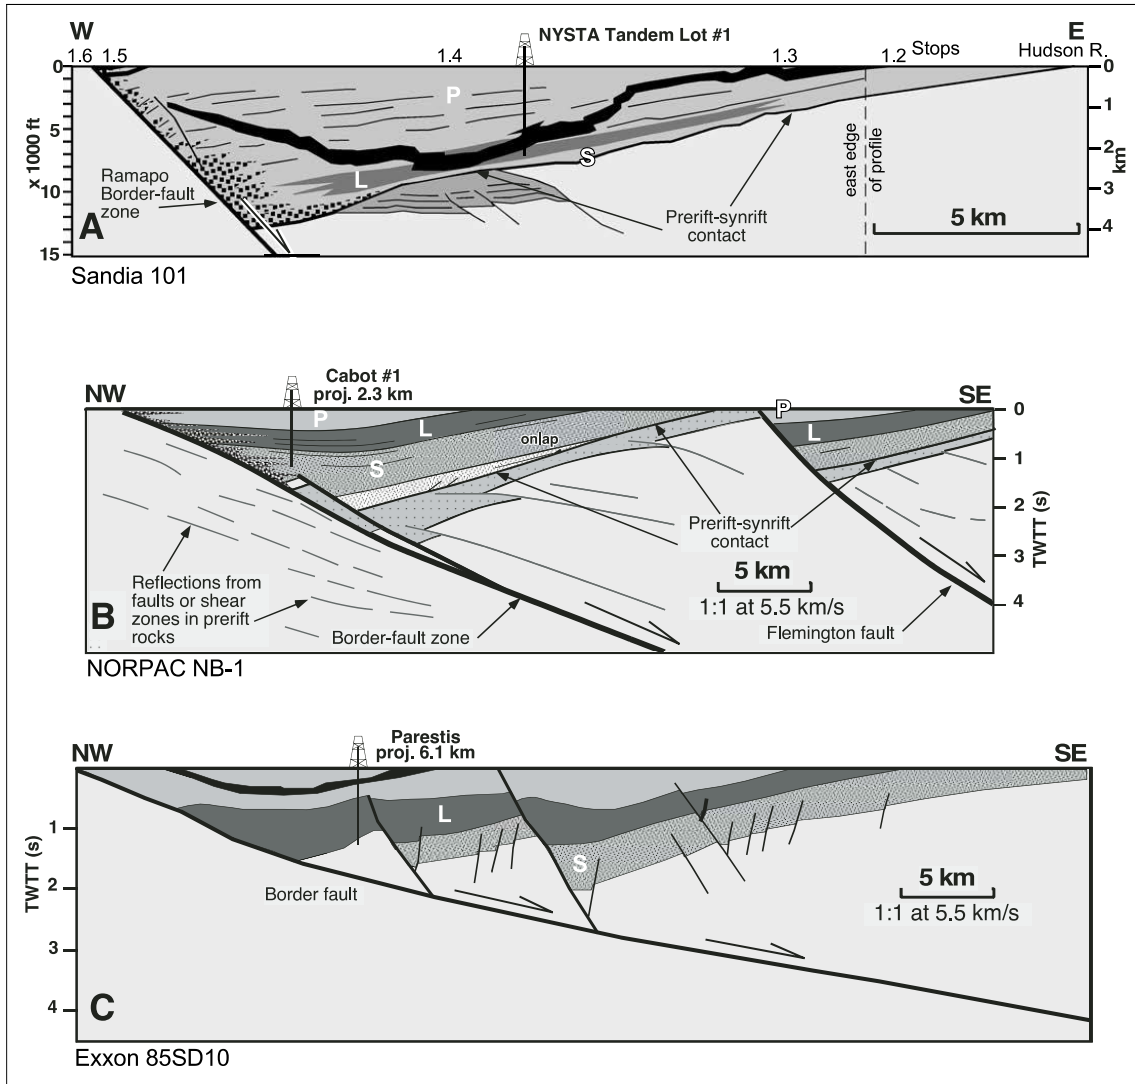 W
E
NYSTA Tandem Lot #1
1.6 1.5
1.4
1.3
1.2 Stops
Hudson R.
0
5
10
15
x 1000 ft
0
1
2
3
4
km
P
S
L
Ramapo
Border-fault
zone
Prerift-synrift
contact
east edge
of profile
5 km
A
Sandia 101
Cabot #1
proj. 2.3 km
NW
SE
P
L
S
onlap
P
L
0
1
2
3
4
TWTT (s)
Prerift-synrift
contact
5 km
1:1 at 5.5 km/s
Reflections from
faults or shear
zones in prerift
rocks
Border-fault zone
Flemington fault
B
NORPAC NB-1
Parestis
proj. 6.1 km
NW
SE
L
S
1
2
3
4
TWTT (s)
Border fault
5 km
1:1 at 5.5 km/s
C
Exxon 85SD10